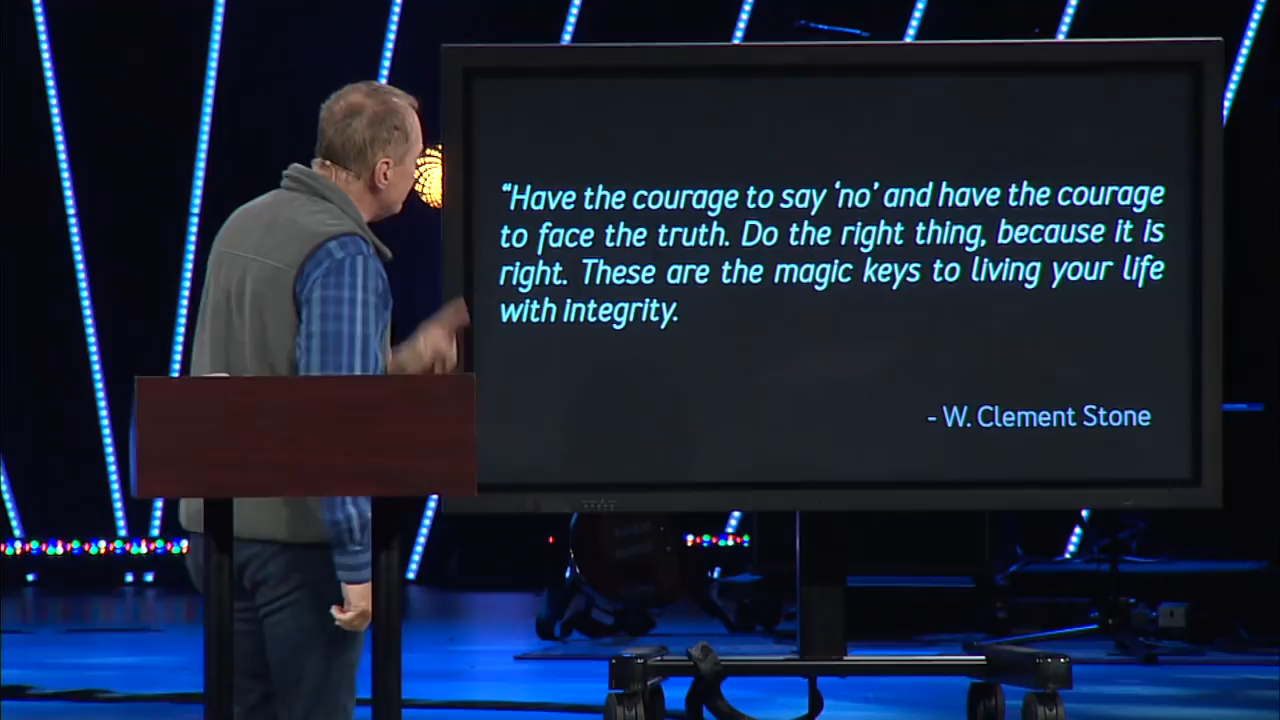 “Have the courage to say ‘no’ and have the courage
to face the truth. Do the right thing, because it is
right. These are the magic keys to living your life
with integrity.
- W. Clement Stone